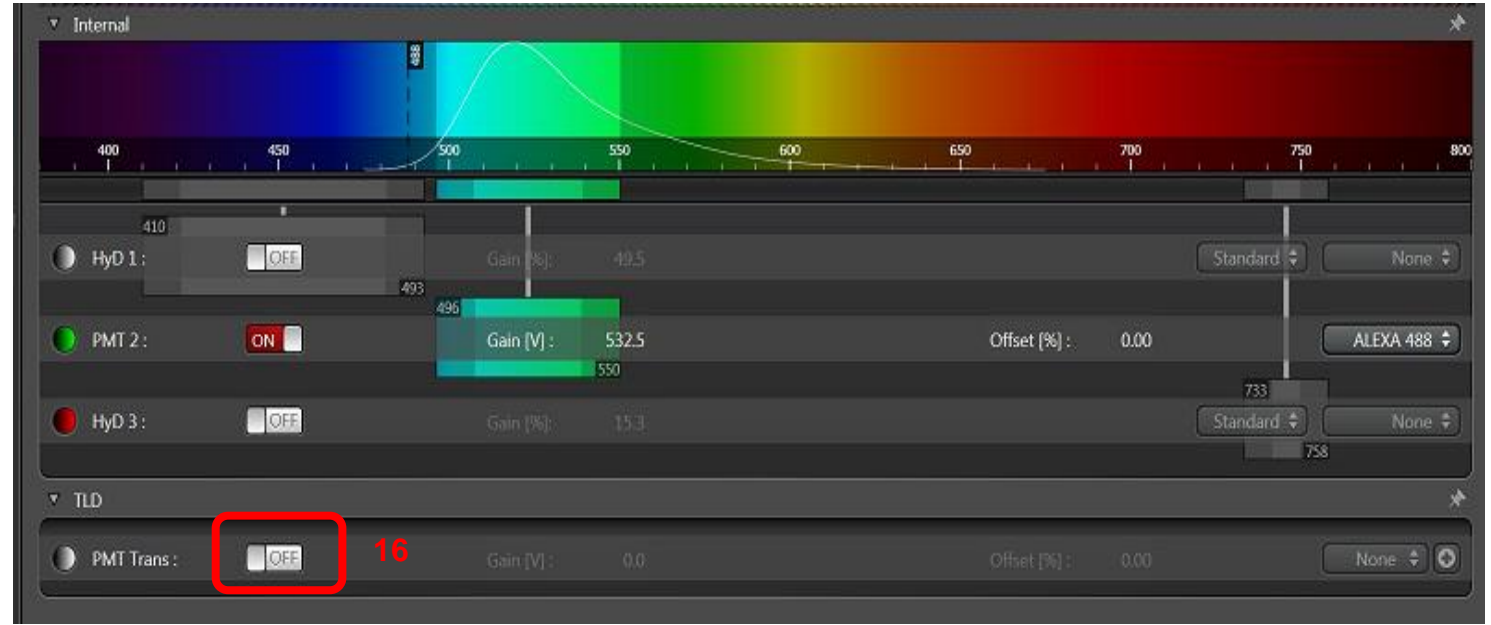 Internal
488
400 450 500 550 600 650 700 750 800
410
HyD 1 : OFF Gain [%]: 49.5 Standard None
493
496
PMT 2 : ON Gain [V] : 532.5 Offset [%] : 0.00 ALEXA 488
550
733
HyD 3 : OFF Gain [%]: 15.3 Standard None
758
TLD
PMT Trans : OFF 16 Gain [V] : 0.0 Offset [%] : 0.00 None